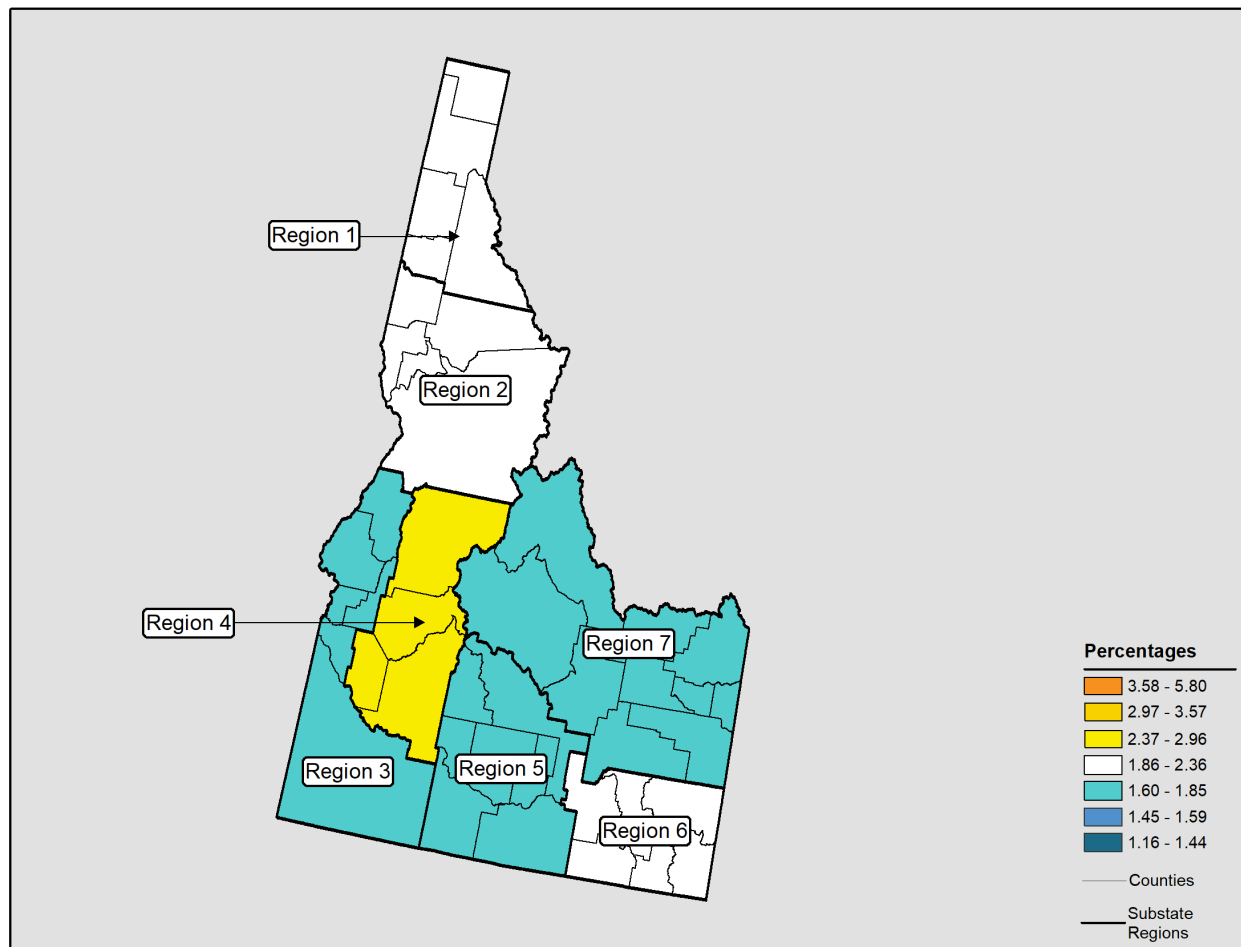 Region 1
Region 2
Region 4
Region 7
Region 3
Region 5
Region 6
Percentages
3.58 - 5.80
2.97 - 3.57
2.37 - 2.96
1.86 - 2.36
1.60 - 1.85
1.45 - 1.59
1.16 - 1.44
Counties
Substate
Regions